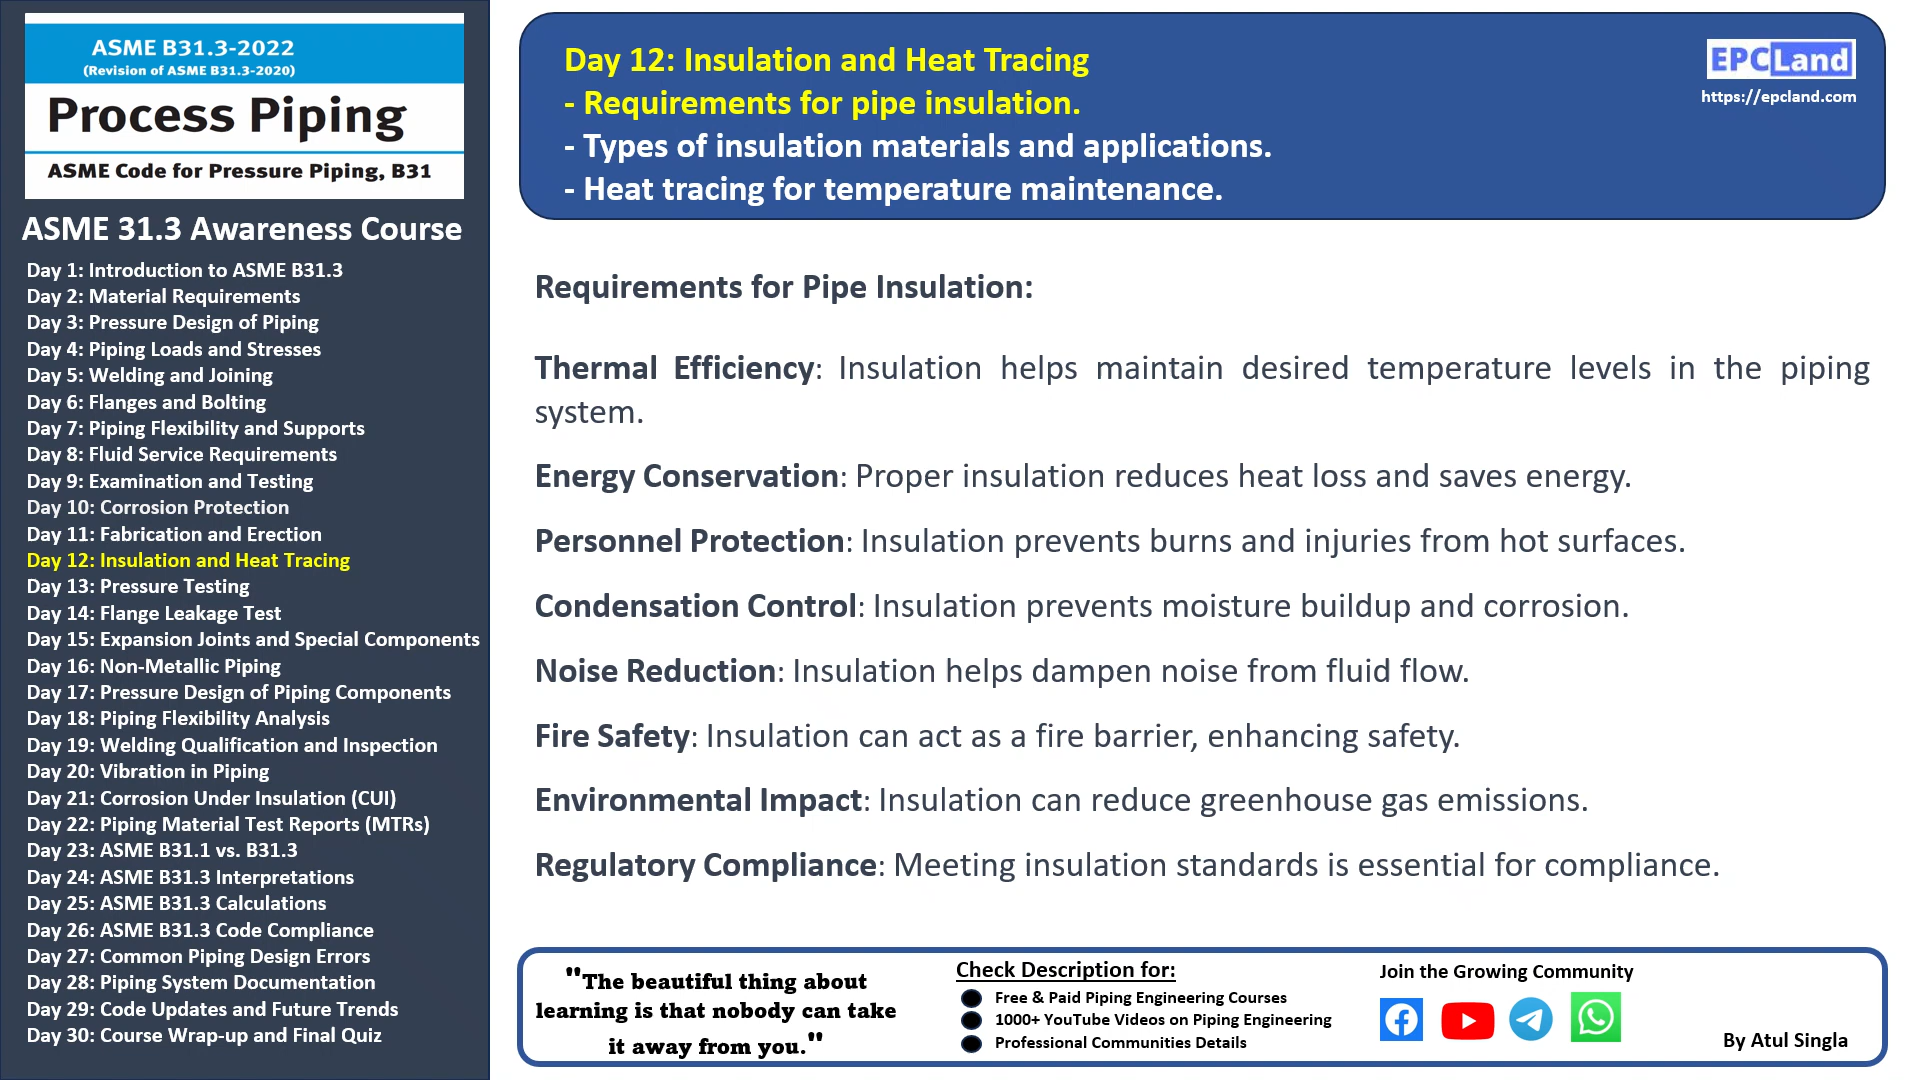 ASME B31.3-2022
(Revision of ASME B31.3-2020)
Process Piping
ASME Code for Pressure Piping, B31
ASME 31.3 Awareness Course
Day 1: Introduction to ASME B31.3
Day 2: Material Requirements
Day 3: Pressure Design of Piping
Day 4: Piping Loads and Stresses
Day 5: Welding and Joining
Day 6: Flanges and Bolting
Day 7: Piping Flexibility and Supports
Day 8: Fluid Service Requirements
Day 9: Examination and Testing
Day 10: Corrosion Protection
Day 11: Fabrication and Erection
Day 12: Insulation and Heat Tracing
Day 13: Pressure Testing
Day 14: Flange Leakage Test
Day 15: Expansion Joints and Special Components
Day 16: Non-Metallic Piping
Day 17: Pressure Design of Piping Components
Day 18: Piping Flexibility Analysis
Day 19: Welding Qualification and Inspection
Day 20: Vibration in Piping
Day 21: Corrosion Under Insulation (CUI)
Day 22: Piping Material Test Reports (MTRs)
Day 23: ASME B31.1 vs. B31.3
Day 24: ASME B31.3 Interpretations
Day 25: ASME B31.3 Calculations
Day 26: ASME B31.3 Code Compliance
Day 27: Common Piping Design Errors
Day 28: Piping System Documentation
Day 29: Code Updates and Future Trends
Day 30: Course Wrap-up and Final Quiz
Day 12: Insulation and Heat Tracing
- Requirements for pipe insulation.
- Types of insulation materials and applications.
- Heat tracing for temperature maintenance.
EPCLand
https://epcland.com
Requirements for Pipe Insulation:
Thermal Efficiency: Insulation helps maintain desired temperature levels in the piping
system.
Energy Conservation: Proper insulation reduces heat loss and saves energy.
Personnel Protection: Insulation prevents burns and injuries from hot surfaces.
Condensation Control: Insulation prevents moisture buildup and corrosion.
Noise Reduction: Insulation helps dampen noise from fluid flow.
Fire Safety: Insulation can act as a fire barrier, enhancing safety.
Environmental Impact: Insulation can reduce greenhouse gas emissions.
Regulatory Compliance: Meeting insulation standards is essential for compliance.
"The beautiful thing about
learning is that nobody can take
it away from you."
Check Description for:
Free & Paid Piping Engineering Courses
1000+ YouTube Videos on Piping Engineering
Professional Communities Details
Join the Growing Community
By Atul Singla